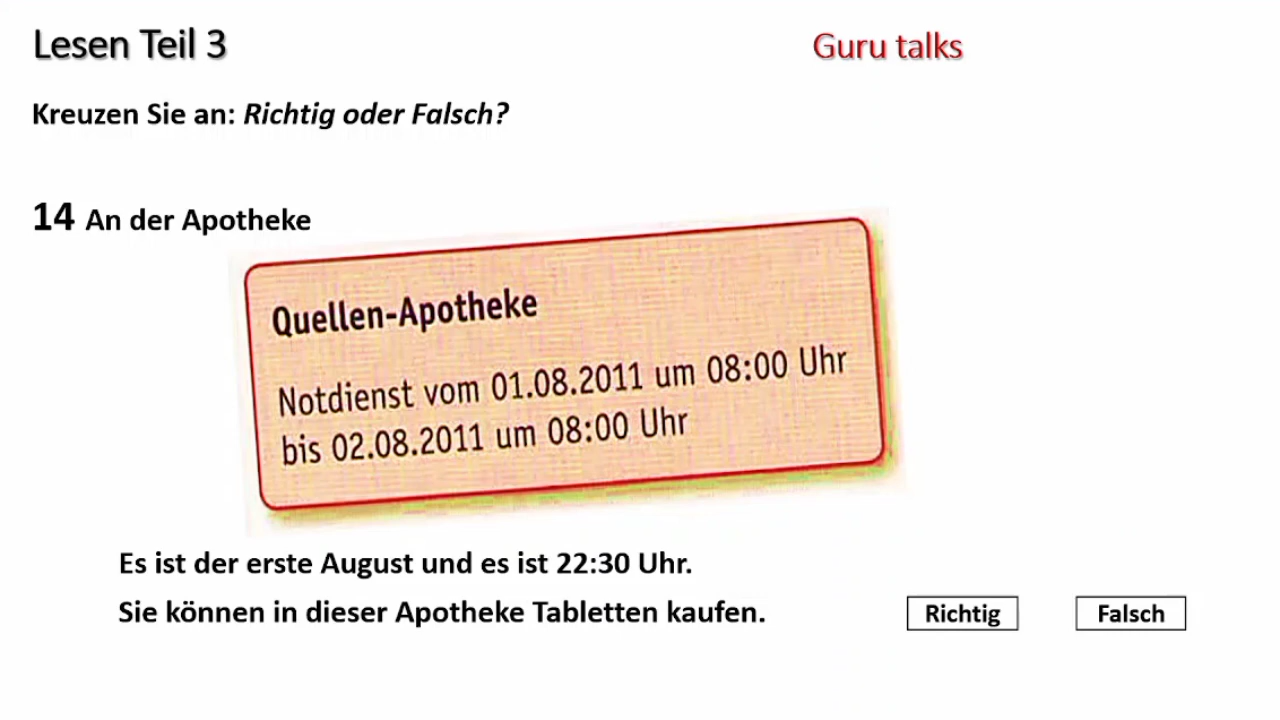 Lesen Teil 3
Guru talks
Kreuzen Sie an: Richtig oder Falsch?
14 An der Apotheke
Quellen-Apotheke
Notdienst vom 01.08.2011 um 08:00 Uhr
bis 02.08.2011 um 08:00 Uhr
Es ist der erste August und es ist 22:30 Uhr.
Sie können in dieser Apotheke Tabletten kaufen.
Richtig
Falsch